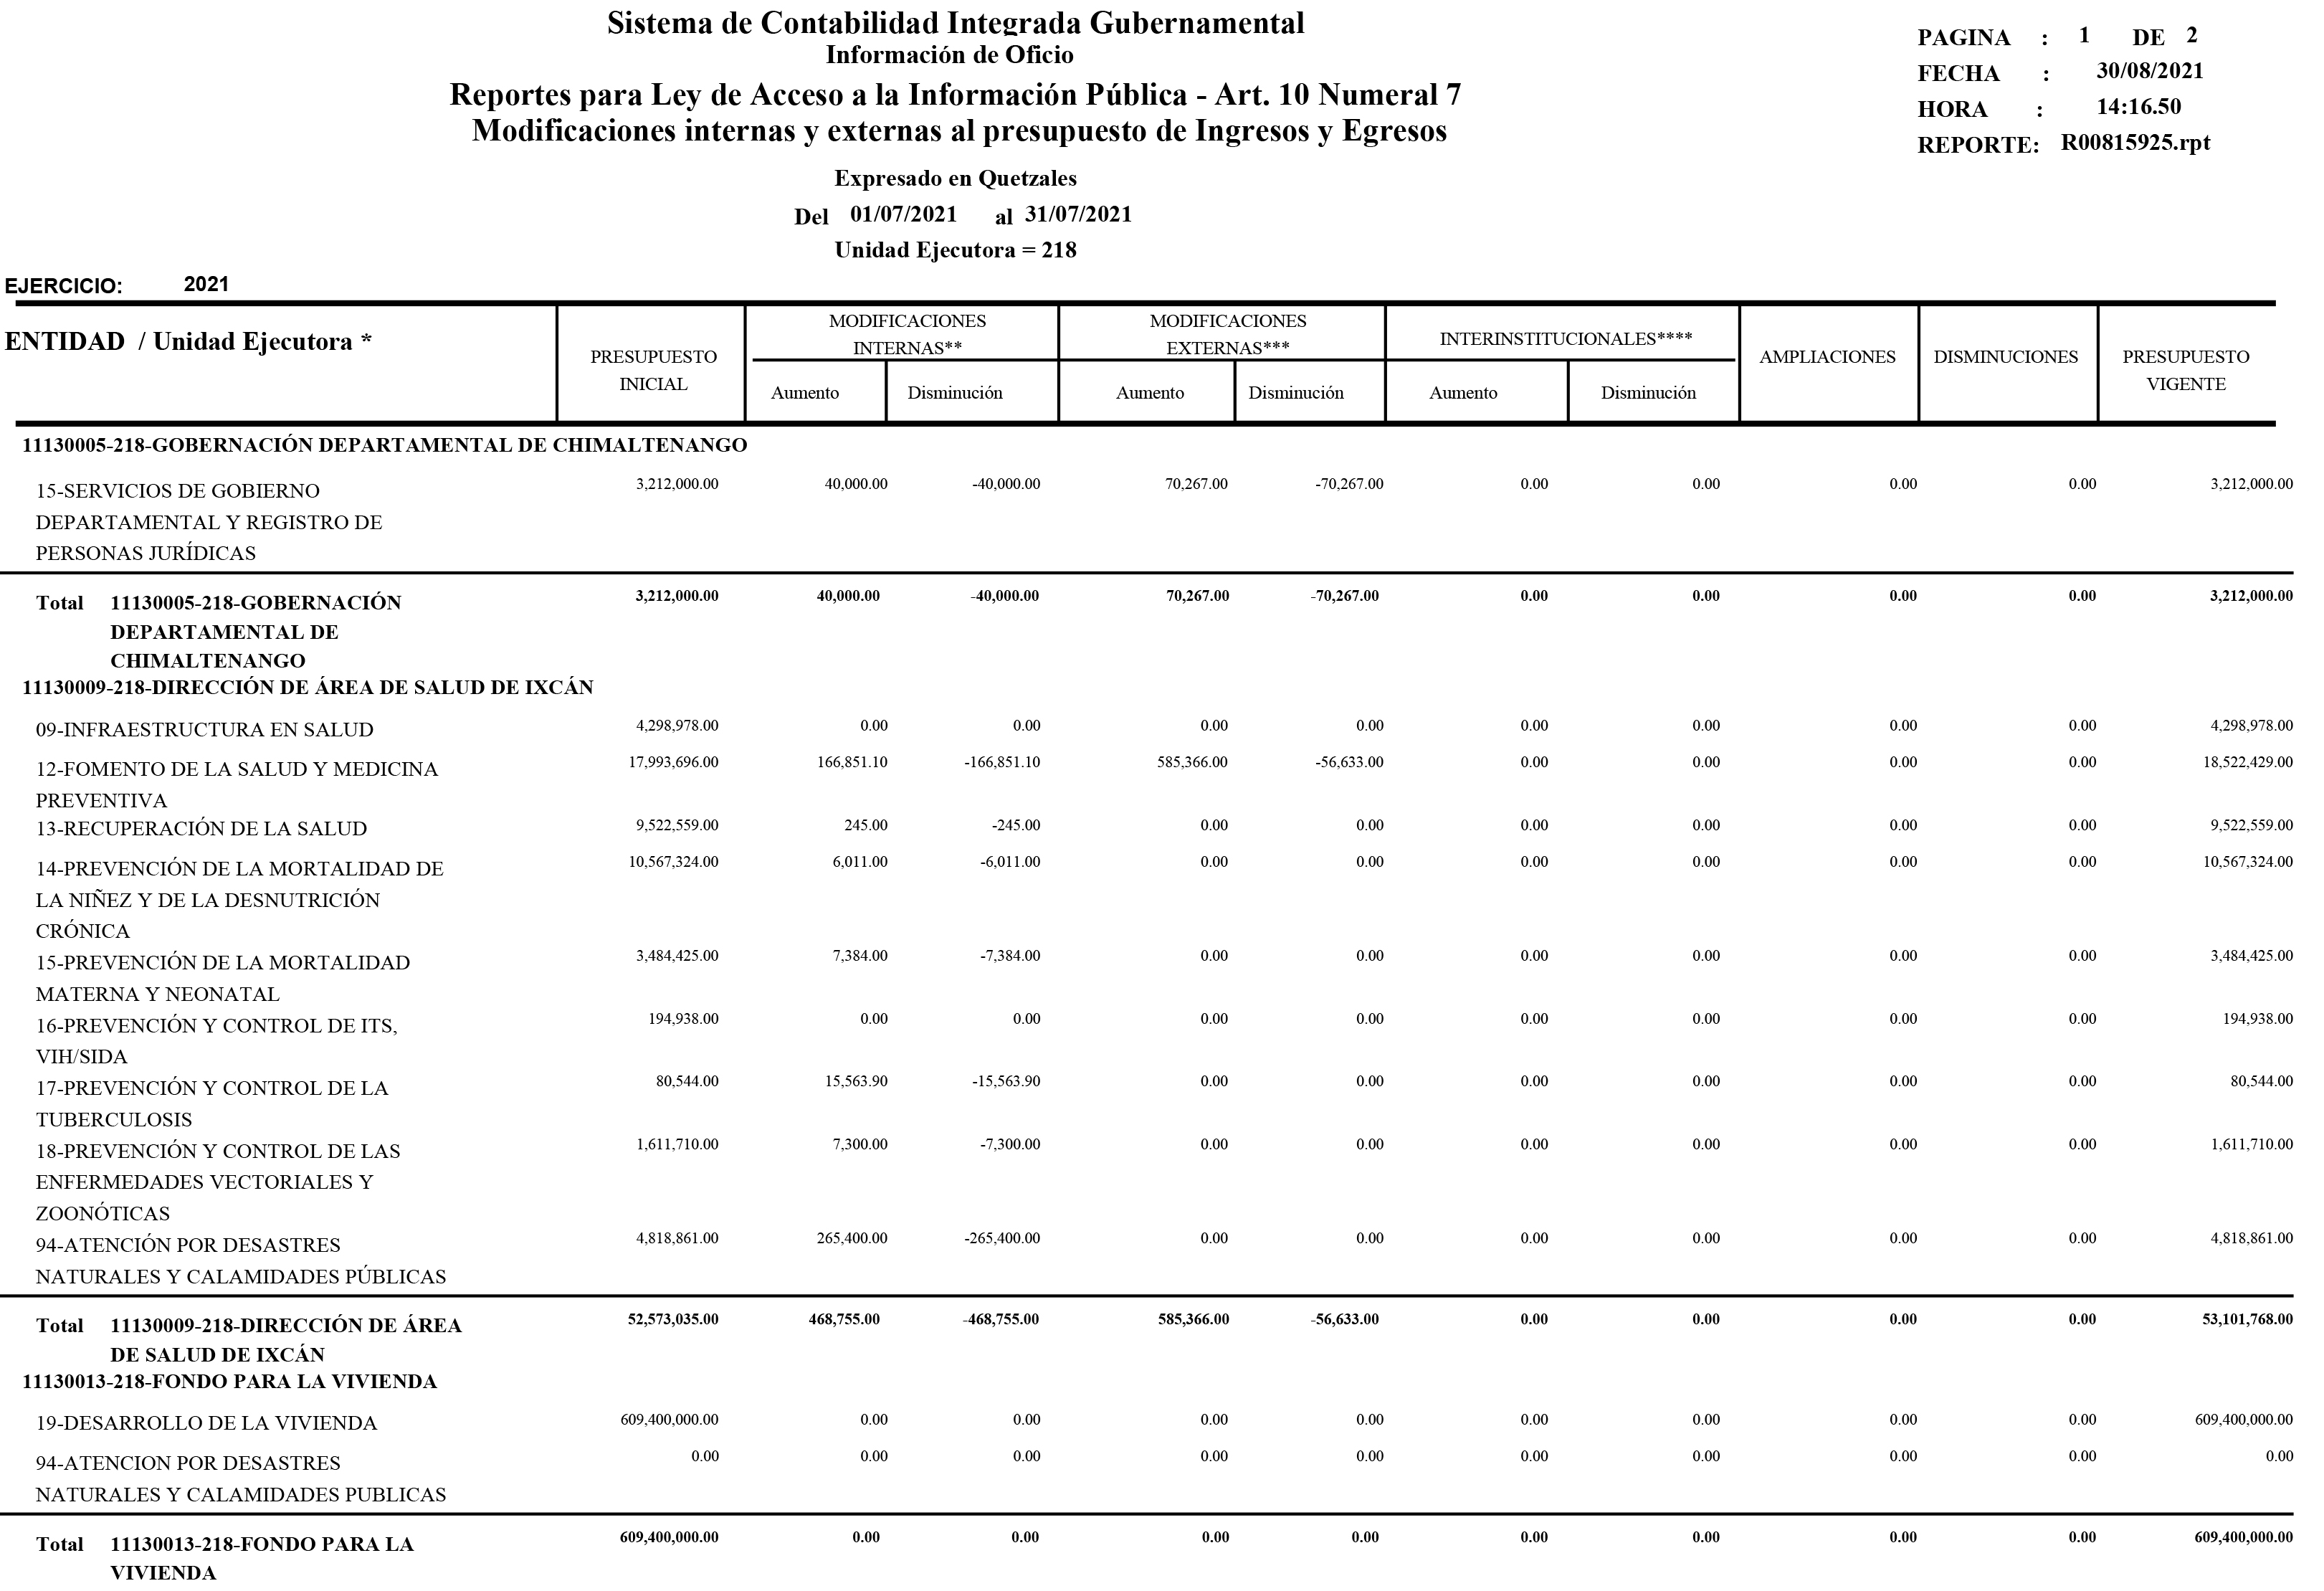 Sistema de Contabilidad Integrada Gubernamental
Información de Oficio
Reportes para Ley de Acceso a la Información Pública - Art. 10 Numeral 7
Modificaciones internas y externas al presupuesto de Ingresos y Egresos
Expresado en Quetzales
Del 01/07/2021 al 31/07/2021
Unidad Ejecutora = 218
PAGINA : 1 DE 2
FECHA : 30/08/2021
HORA : 14:16.50
REPORTE: R00815925.rpt
EJERCICIO: 2021
ENTIDAD / Unidad Ejecutora *
PRESUPUESTO
INICIAL
MODIFICACIONES
INTERNAS**
Aumento Disminución
MODIFICACIONES
EXTERNAS***
Aumento Disminución
INTERINSTITUCIONALES****
Aumento Disminución
AMPLIACIONES
DISMINUCIONES
PRESUPUESTO
VIGENTE
11130005-218-GOBERNACIÓN DEPARTAMENTAL DE CHIMALTENANGO
15-SERVICIOS DE GOBIERNO 3,212,000.00 40,000.00 -40,000.00 70,267.00 -70,267.00 0.00 0.00 0.00 0.00 3,212,000.00
DEPARTAMENTAL Y REGISTRO DE
PERSONAS JURÍDICAS
Total 11130005-218-GOBERNACIÓN 3,212,000.00 40,000.00 -40,000.00 70,267.00 -70,267.00 0.00 0.00 0.00 0.00 3,212,000.00
DEPARTAMENTAL DE
CHIMALTENANGO
11130009-218-DIRECCIÓN DE ÁREA DE SALUD DE IXCÁN
09-INFRAESTRUCTURA EN SALUD 4,298,978.00 0.00 0.00 0.00 0.00 0.00 0.00 0.00 0.00 4,298,978.00
12-FOMENTO DE LA SALUD Y MEDICINA 17,993,696.00 166,851.10 -166,851.10 585,366.00 -56,633.00 0.00 0.00 0.00 0.00 18,522,429.00
PREVENTIVA
13-RECUPERACIÓN DE LA SALUD 9,522,559.00 245.00 -245.00 0.00 0.00 0.00 0.00 0.00 0.00 9,522,559.00
14-PREVENCIÓN DE LA MORTALIDAD DE 10,567,324.00 6,011.00 -6,011.00 0.00 0.00 0.00 0.00 0.00 0.00 10,567,324.00
LA NIÑEZ Y DE LA DESNUTRICIÓN
CRÓNICA
15-PREVENCIÓN DE LA MORTALIDAD 3,484,425.00 7,384.00 -7,384.00 0.00 0.00 0.00 0.00 0.00 0.00 3,484,425.00
MATERNA Y NEONATAL
16-PREVENCIÓN Y CONTROL DE ITS, 194,938.00 0.00 0.00 0.00 0.00 0.00 0.00 0.00 0.00 194,938.00
VIH/SIDA
17-PREVENCIÓN Y CONTROL DE LA 80,544.00 15,563.90 -15,563.90 0.00 0.00 0.00 0.00 0.00 0.00 80,544.00
TUBERCULOSIS
18-PREVENCIÓN Y CONTROL DE LAS 1,611,710.00 7,300.00 -7,300.00 0.00 0.00 0.00 0.00 0.00 0.00 1,611,710.00
ENFERMEDADES VECTORIALES Y
ZOONÓTICAS
94-ATENCIÓN POR DESASTRES 4,818,861.00 265,400.00 -265,400.00 0.00 0.00 0.00 0.00 0.00 0.00 4,818,861.00
NATURALES Y CALAMIDADES PÚBLICAS
Total 11130009-218-DIRECCIÓN DE ÁREA 52,573,035.00 468,755.00 -468,755.00 585,366.00 -56,633.00 0.00 0.00 0.00 0.00 53,101,768.00
DE SALUD DE IXCÁN
11130013-218-FONDO PARA LA VIVIENDA
19-DESARROLLO DE LA VIVIENDA 609,400,000.00 0.00 0.00 0.00 0.00 0.00 0.00 0.00 0.00 609,400,000.00
94-ATENCION POR DESASTRES 0.00 0.00 0.00 0.00 0.00 0.00 0.00 0.00 0.00 0.00
NATURALES Y CALAMIDADES PUBLICAS
Total 11130013-218-FONDO PARA LA 609,400,000.00 0.00 0.00 0.00 0.00 0.00 0.00 0.00 0.00 609,400,000.00
VIVIENDA